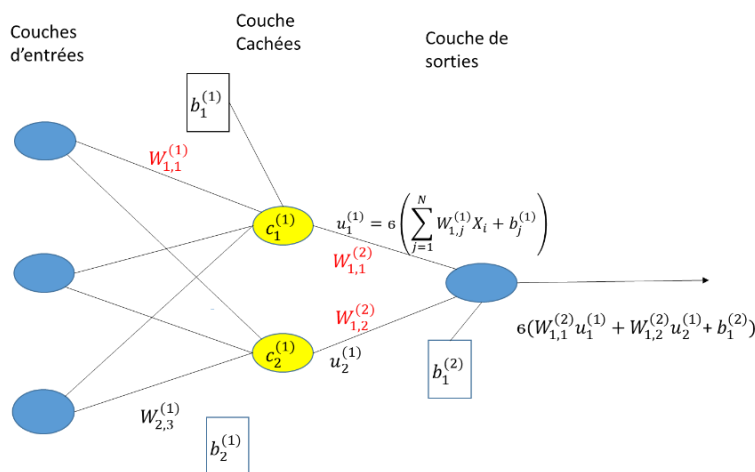 Couches
d'entrées
Couche
Cachées
Couche de
sorties
b_1^{(1)}
W_{1,1}^{(1)}
c_1^{(1)}
u_1^{(1)} = 6 ( \sum_{j=1}^{N} W_{1,j}^{(1)} X_i + b_j^{(1)} )
W_{1,1}^{(2)}
W_{1,2}^{(2)}
6(W_{1,1}^{(2)} u_1^{(1)} + W_{1,2}^{(2)} u_2^{(1)} + b_1^{(2)})
c_2^{(1)}
u_2^{(1)}
b_1^{(2)}
W_{2,3}^{(1)}
b_2^{(1)}